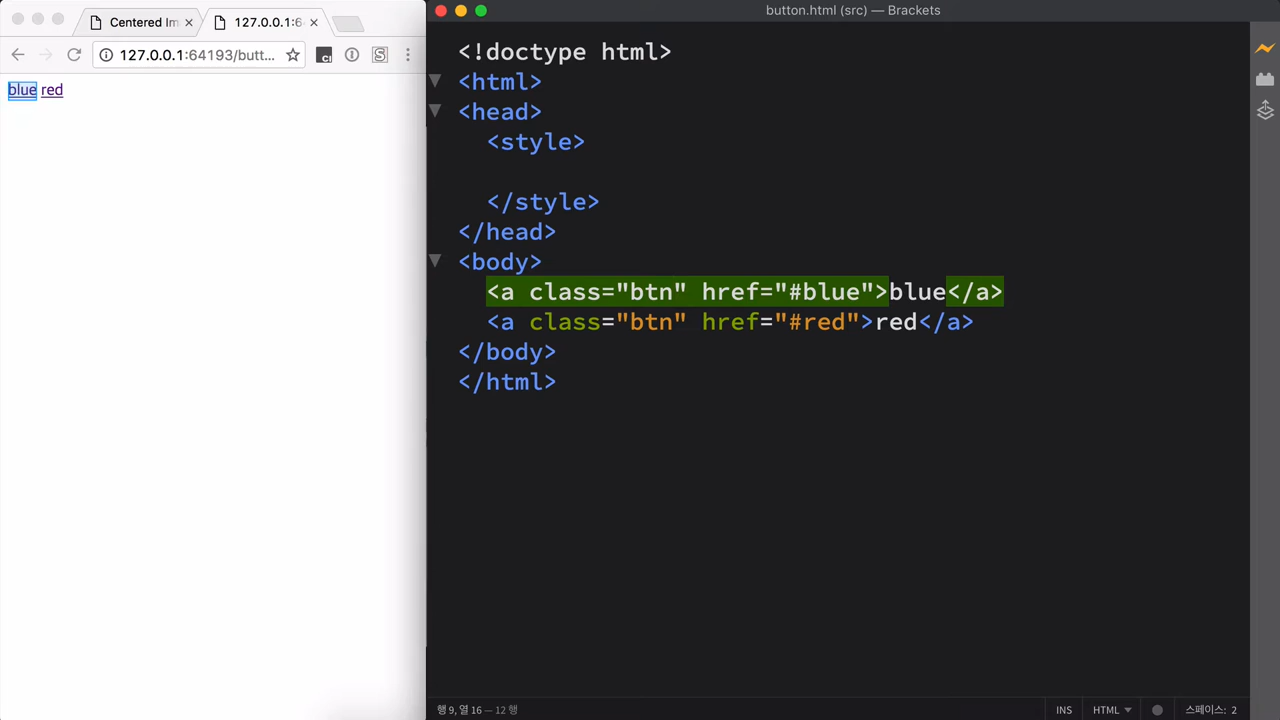 Centered Im
127.0.0.1:6
127.0.0.1:64193/butt...
blue red
button.html (src) — Brackets
<!doctype html>
<html>
<head>
<style>
</style>
</head>
<body>
<a class="btn" href="#blue">blue</a>
<a class="btn" href="#red">red</a>
</body>
</html>
행 9, 열 16 — 12 행
INS
HTML
스페이스: 2